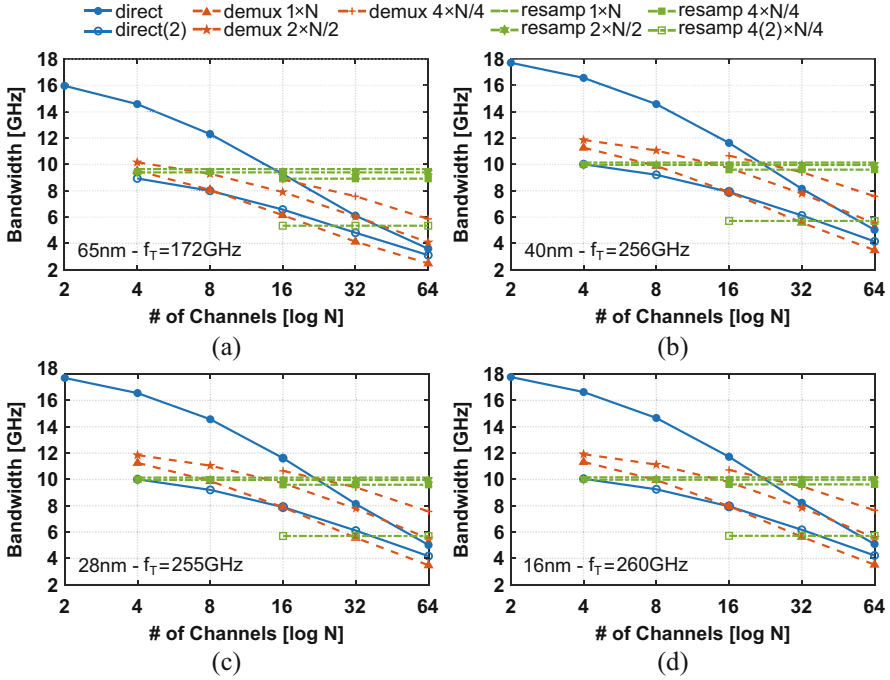 direct demux 1×N demux 4×N/4 resamp 1×N resamp 4×N/4
direct(2) demux 2×N/2 resamp 2×N/2 resamp 4(2)×N/4
18
16
14
12
10
8
6
4
2
Bandwidth [GHz]
65nm - fT=172GHz
2 4 8 16 32 64
# of Channels [log N]
(a)
18
16
14
12
10
8
6
4
2
Bandwidth [GHz]
40nm - fT=256GHz
2 4 8 16 32 64
# of Channels [log N]
(b)
18
16
14
12
10
8
6
4
2
Bandwidth [GHz]
28nm - fT=255GHz
2 4 8 16 32 64
# of Channels [log N]
(c)
18
16
14
12
10
8
6
4
2
Bandwidth [GHz]
16nm - fT=260GHz
2 4 8 16 32 64
# of Channels [log N]
(d)